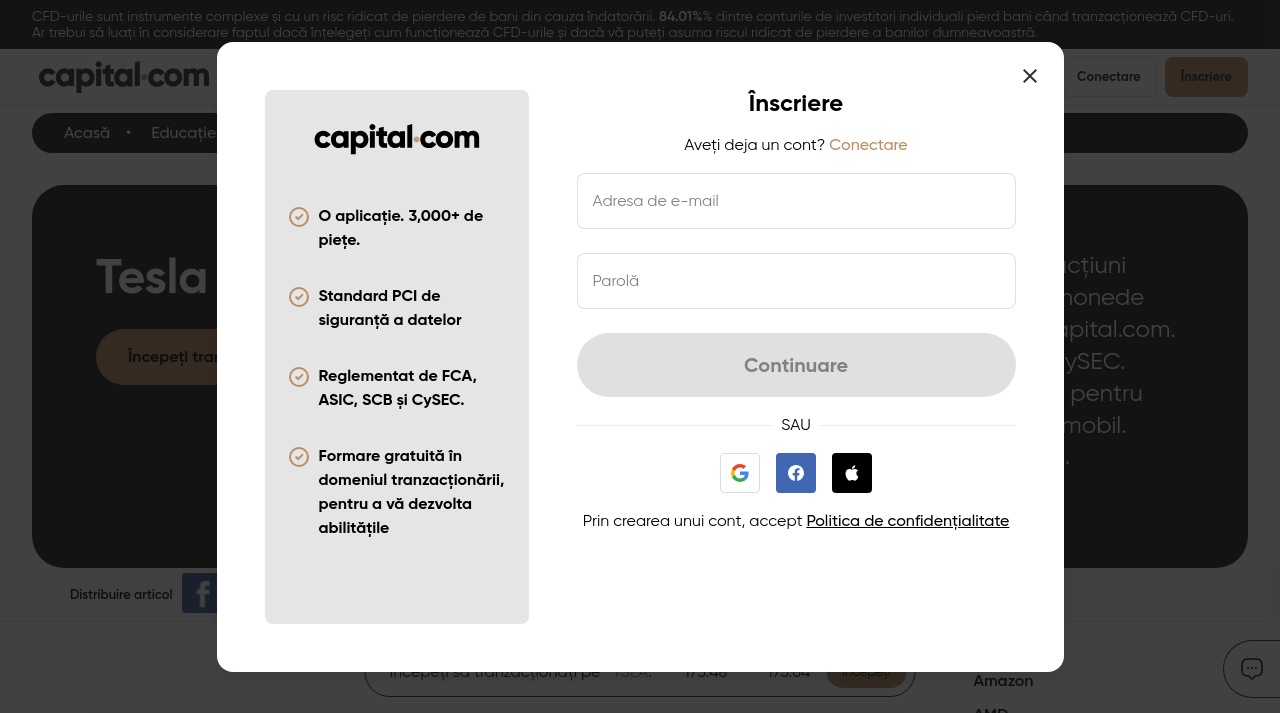 CFD-urile sunt instrumente complexe și cu un risc ridicat de pierdere de bani din cauza îndatorării. 84.01%% dintre conturile de investitori individuali pierd bani când tranzacționează CFD-uri.
Ar trebui să luați în considerare faptul dacă înțelegeți cum funcționează CFD-urile și dacă vă puteți asuma riscul ridicat de pierdere a banilor dumneavoastră.
capital.com
Conectare
Înscriere
Acasă • Educație
Tesla
Începeți
acțiuni
monede
capital.com.
CySEC.
pentru
mobil.
Distribuire articol
Începeți să tranzacționați pe TSLA.
175.48
175.64
Începeți
Amazon
AMD
capital.com
O aplicație. 3,000+ de
piețe.
Standard PCI de
siguranță a datelor
Reglementat de FCA,
ASIC, SCB și CySEC.
Formare gratuită în
domeniul tranzacționării,
pentru a vă dezvolta
abilitățile
Înscriere
Aveți deja un cont? Conectare
Adresa de e-mail
Parolă
Continuare
SAU
Prin crearea unui cont, accept Politica de confidențialitate